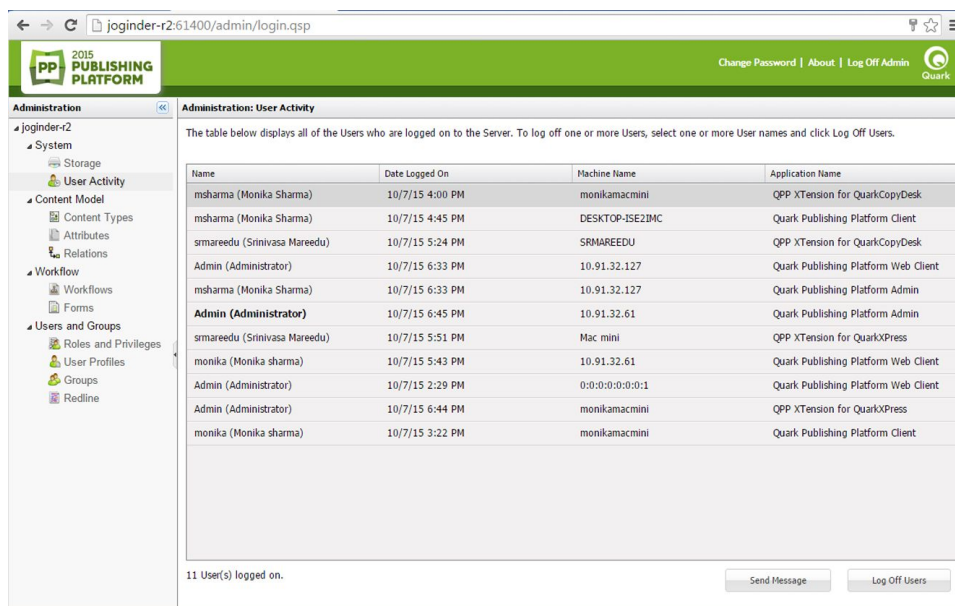 joginder-r2:61400/admin/login.qsp
PP 2015 PUBLISHING PLATFORM
Change Password | About | Log Off Admin
Quark
Administration
joginder-r2
System
Storage
User Activity
Content Model
Content Types
Attributes
Relations
Workflow
Workflows
Forms
Users and Groups
Roles and Privileges
User Profiles
Groups
Redline
Administration: User Activity
The table below displays all of the Users who are logged on to the Server. To log off one or more Users, select one or more User names and click Log Off Users.
Name Date Logged On Machine Name Application Name
msharma (Monika Sharma) 10/7/15 4:00 PM monikamacmini QPP XTension for QuarkCopyDesk
msharma (Monika Sharma) 10/7/15 4:45 PM DESKTOP-ISE2IMC Quark Publishing Platform Client
srmareedu (Srinivasa Mareedu) 10/7/15 5:24 PM SRMAREEDU QPP XTension for QuarkCopyDesk
Admin (Administrator) 10/7/15 6:33 PM 10.91.32.127 Quark Publishing Platform Web Client
msharma (Monika Sharma) 10/7/15 6:33 PM 10.91.32.127 Quark Publishing Platform Admin
Admin (Administrator) 10/7/15 6:45 PM 10.91.32.61 Quark Publishing Platform Admin
srmareedu (Srinivasa Mareedu) 10/7/15 5:51 PM Mac mini QPP XTension for QuarkXPress
monika (Monika sharma) 10/7/15 5:43 PM 10.91.32.61 Quark Publishing Platform Web Client
Admin (Administrator) 10/7/15 2:29 PM 0:0:0:0:0:0:0:1 Quark Publishing Platform Web Client
Admin (Administrator) 10/7/15 6:44 PM monikamacmini QPP XTension for QuarkXPress
monika (Monika sharma) 10/7/15 3:22 PM monikamacmini Quark Publishing Platform Client
11 User(s) logged on.
Send Message
Log Off Users